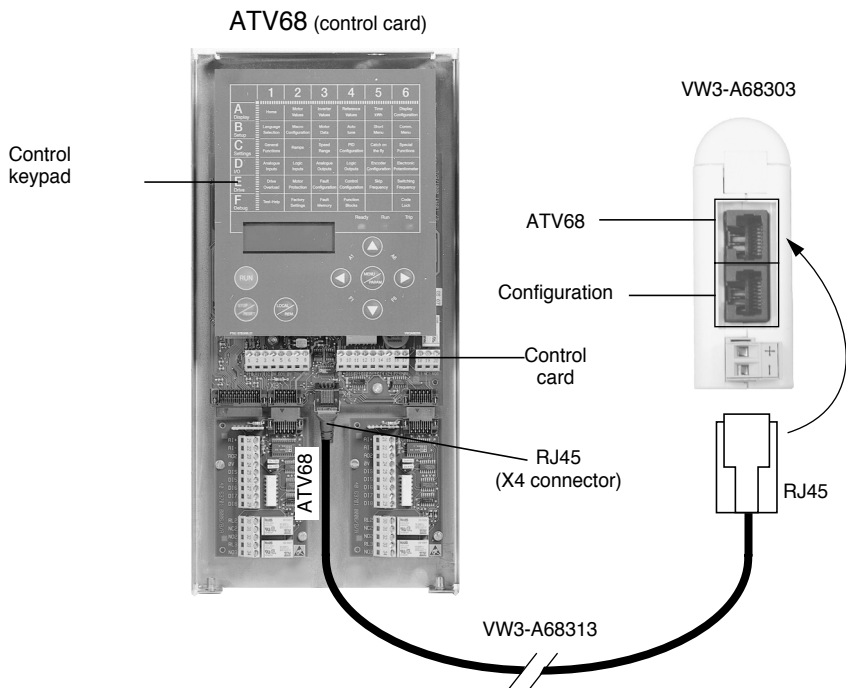 ATV68 (control card)
VW3-A68303
Control
keypad
1 2 3 4 5 6
A
Display
Home
Motor
Values
Inverter
Values
Reference
Values
Time
kWh
Display
Configuration
B
Setup
Language
Selection
Macro
Configuration
Motor
Data
Auto
tune
Short
Menu
Comm.
Menu
C
Settings
General
Functions
Ramps
Speed
Range
PID
Configuration
Catch on
the fly
Special
Functions
D
I/O
Analogue
Inputs
Logic
Inputs
Analogue
Outputs
Logic
Outputs
Encoder
Configuration
Electronic
Potentiometer
E
Drive
Drive
Overload
Motor
Protection
Fault
Configuration
Control
Configuration
Skip
Frequency
Switching
Frequency
F
Debug
Test Help
Factory
Settings
Fault
Memory
Function
Blocks
Code
Lock
Ready Run Trip
RUN
STOP
RESET
LOCAL
REM
MENU
ATV68
Configuration
+
-
Control
card
RJ45
(X4 connector)
ATV68
RJ45
VW3-A68313